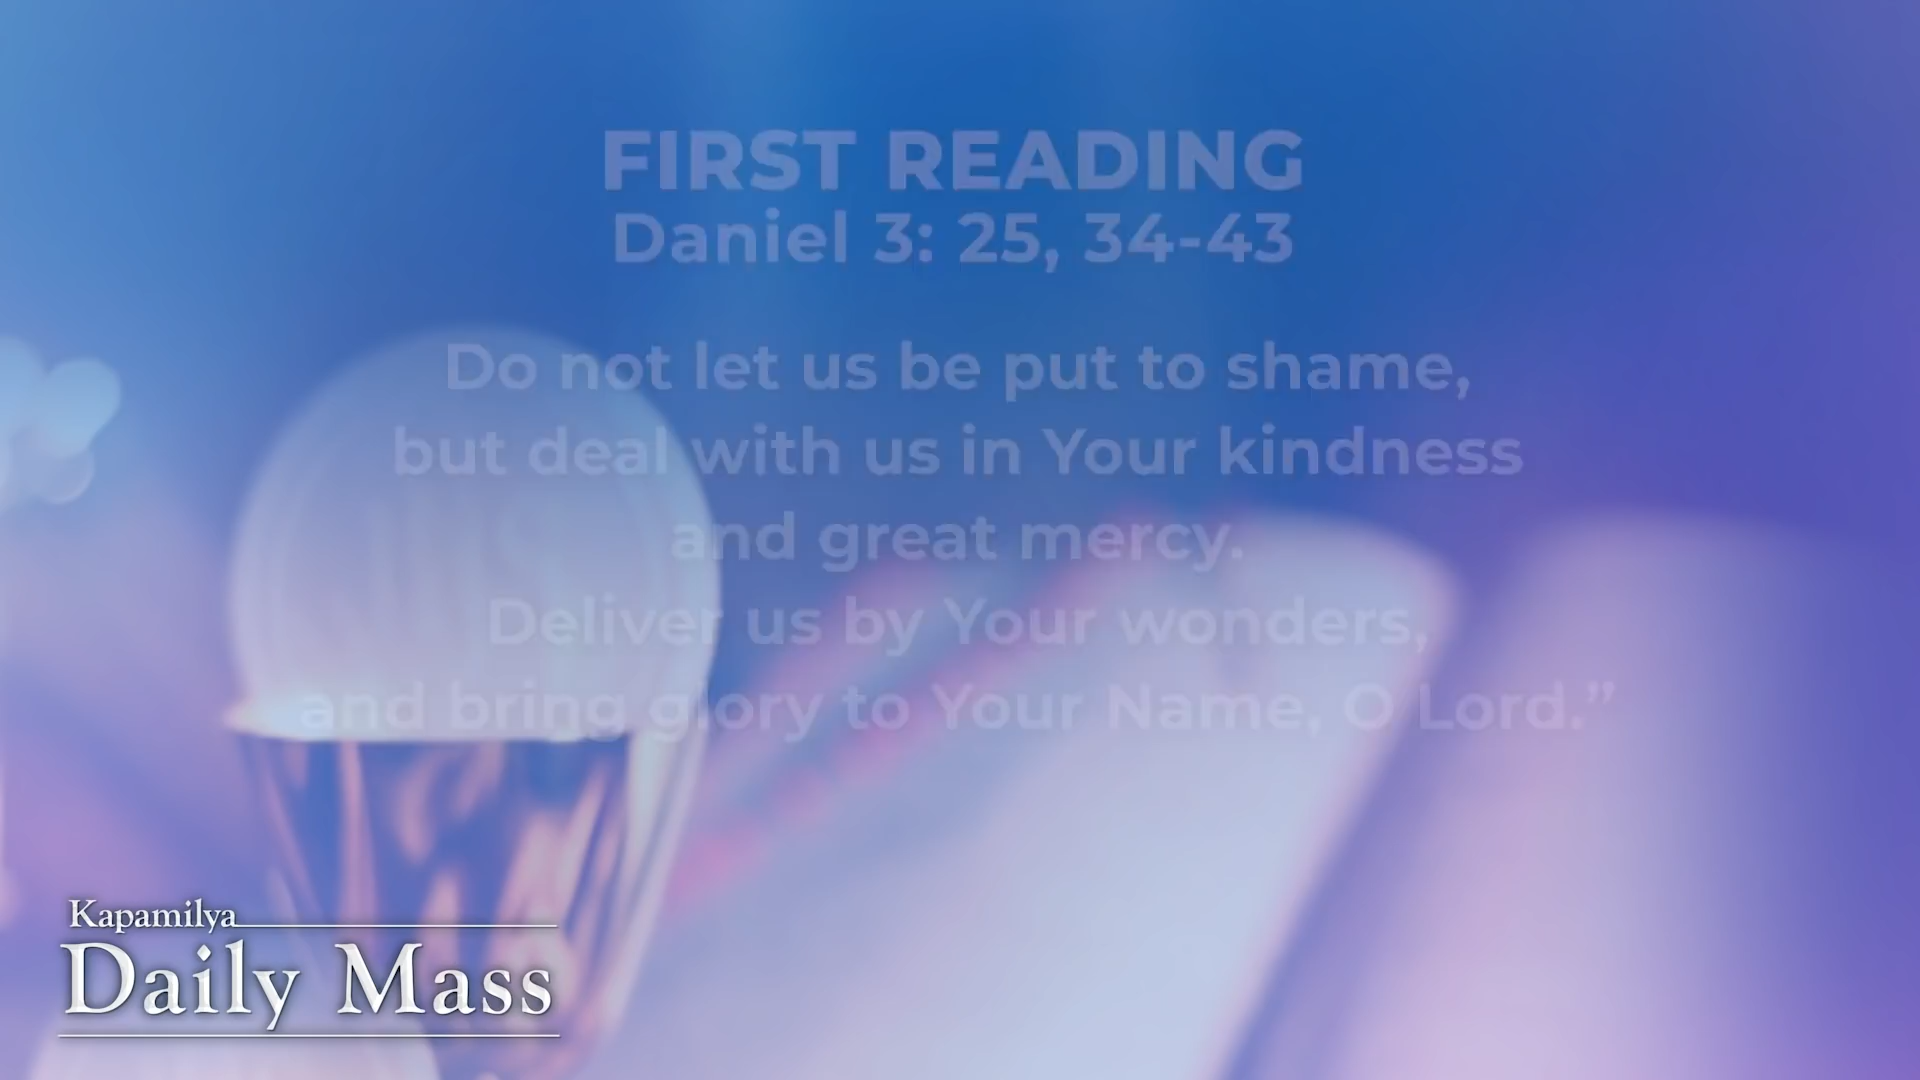 FIRST READING
Daniel 3: 25, 34-43
Do not let us be put to shame,
but deal with us in Your kindness
and great mercy.
Deliver us by Your wonders,
and bring glory to Your Name, O Lord.”
Kapamilya
Daily Mass